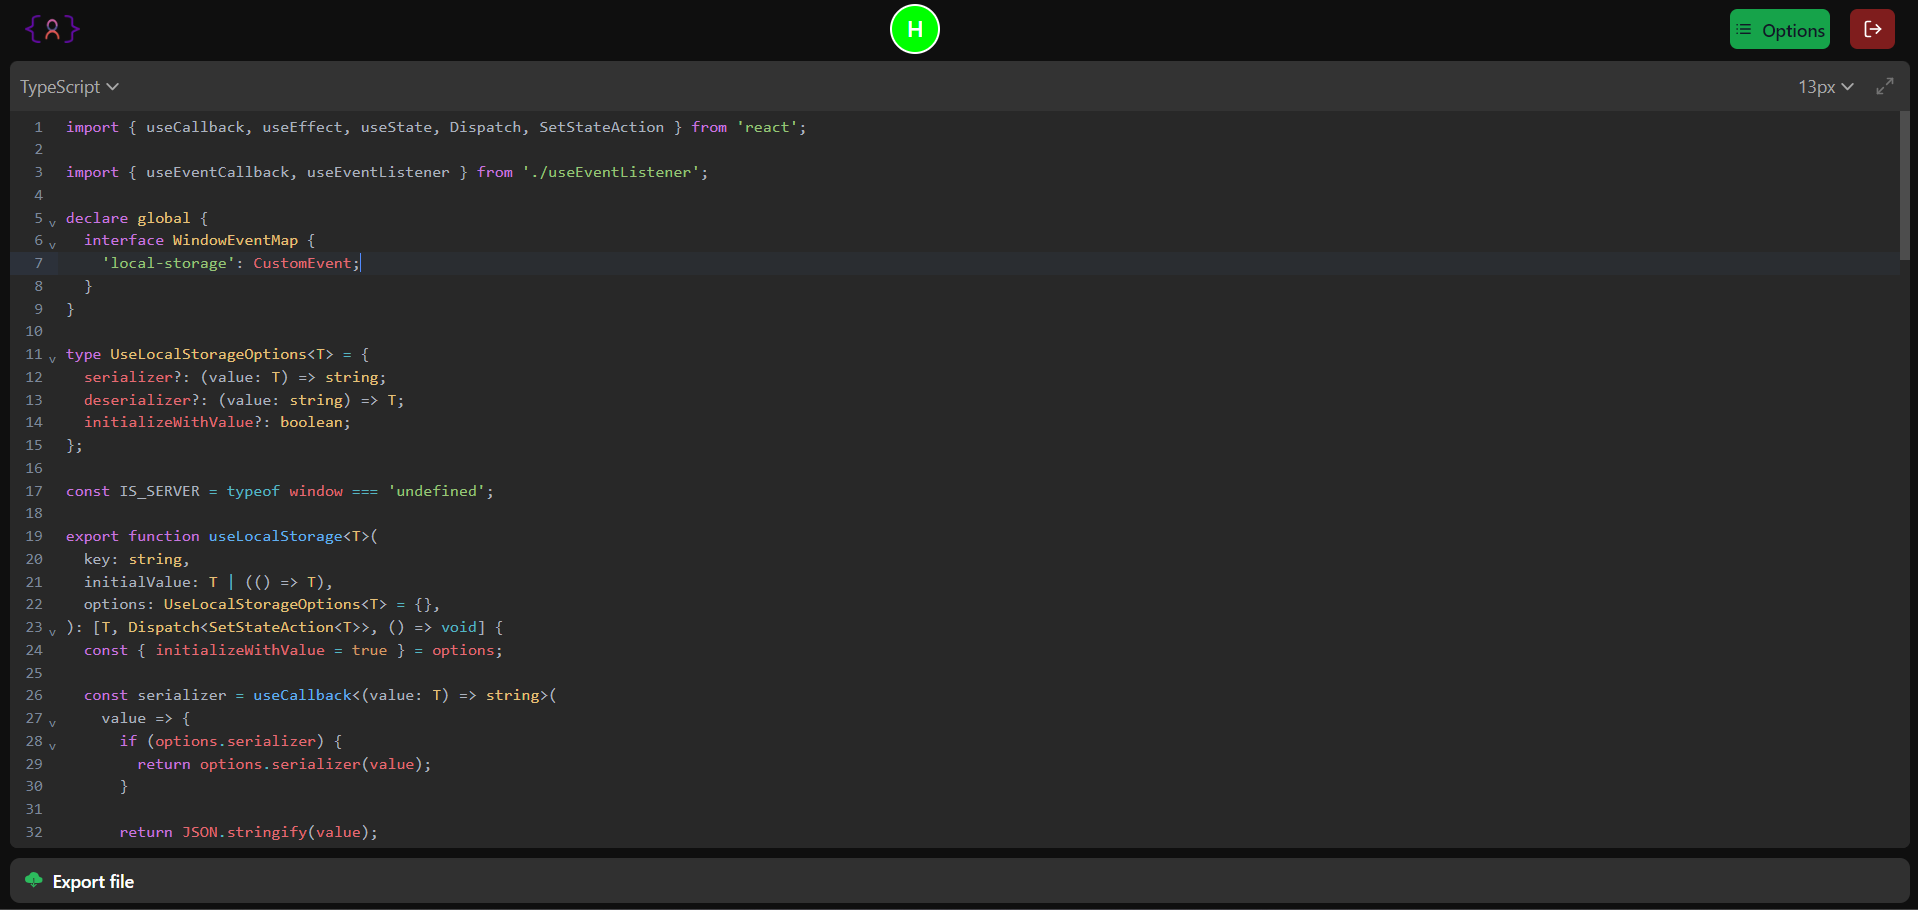 H
Options
TypeScript
13px
1 import { useCallback, useEffect, useState, Dispatch, SetStateAction } from 'react';
2
3 import { useEventCallback, useEventListener } from './useEventListener';
4
5 declare global {
6   interface WindowEventMap {
7     'local-storage': CustomEvent;
8   }
9 }
10
11 type UseLocalStorageOptions<T> = {
12   serializer?: (value: T) => string;
13   deserializer?: (value: string) => T;
14   initializeWithValue?: boolean;
15 };
16
17 const IS_SERVER = typeof window === 'undefined';
18
19 export function useLocalStorage<T>(
20   key: string,
21   initialValue: T | (() => T),
22   options: UseLocalStorageOptions<T> = {},
23 ): [T, Dispatch<SetStateAction<T>>, () => void] {
24   const { initializeWithValue = true } = options;
25
26   const serializer = useCallback<(value: T) => string>(
27     value => {
28       if (options.serializer) {
29         return options.serializer(value);
30       }
31
32       return JSON.stringify(value);
Export file